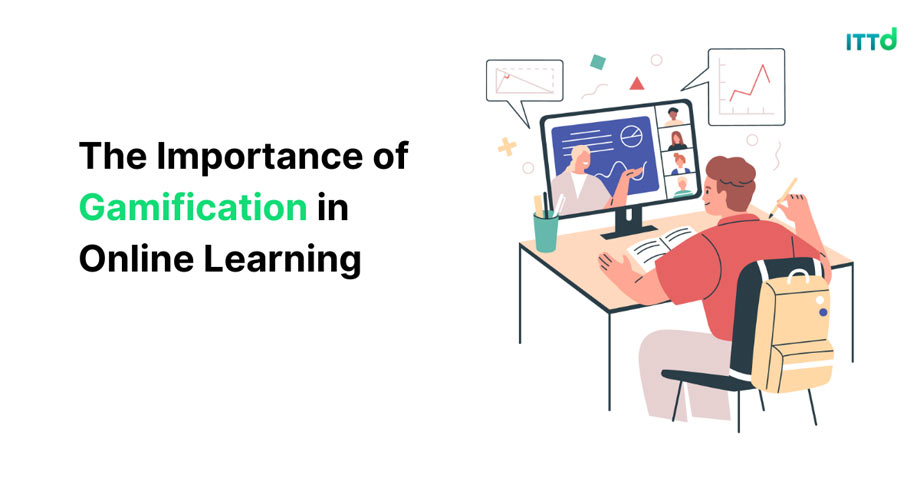 ITTd
The Importance of
Gamification in
Online Learning